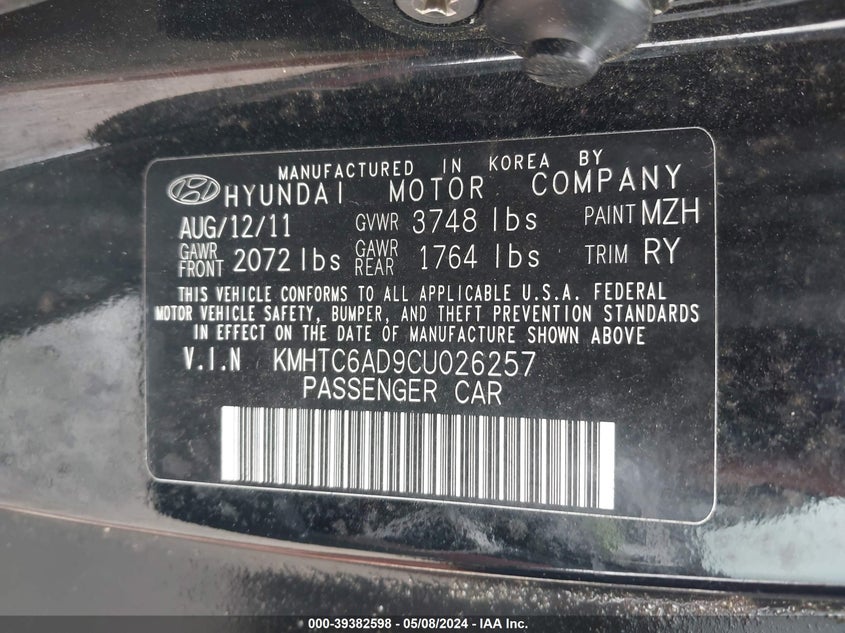 MANUFACTURED IN KOREA BY
HYUNDAI MOTOR COMPANY
AUG/12/11 GVWR 3748 lbs PAINT MZH
GAWR FRONT 2072 lbs GAWR REAR 1764 lbs TRIM RY
THIS VEHICLE CONFORMS TO ALL APPLICABLE U.S.A. FEDERAL
MOTOR VEHICLE SAFETY, BUMPER, AND THEFT PREVENTION STANDARDS
IN EFFECT ON THE DATE OF MANUFACTURE SHOWN ABOVE
V.I.N KMHTC6AD9CU026257
PASSENGER CAR
000-39382598 - 05/08/2024 - IAA Inc.